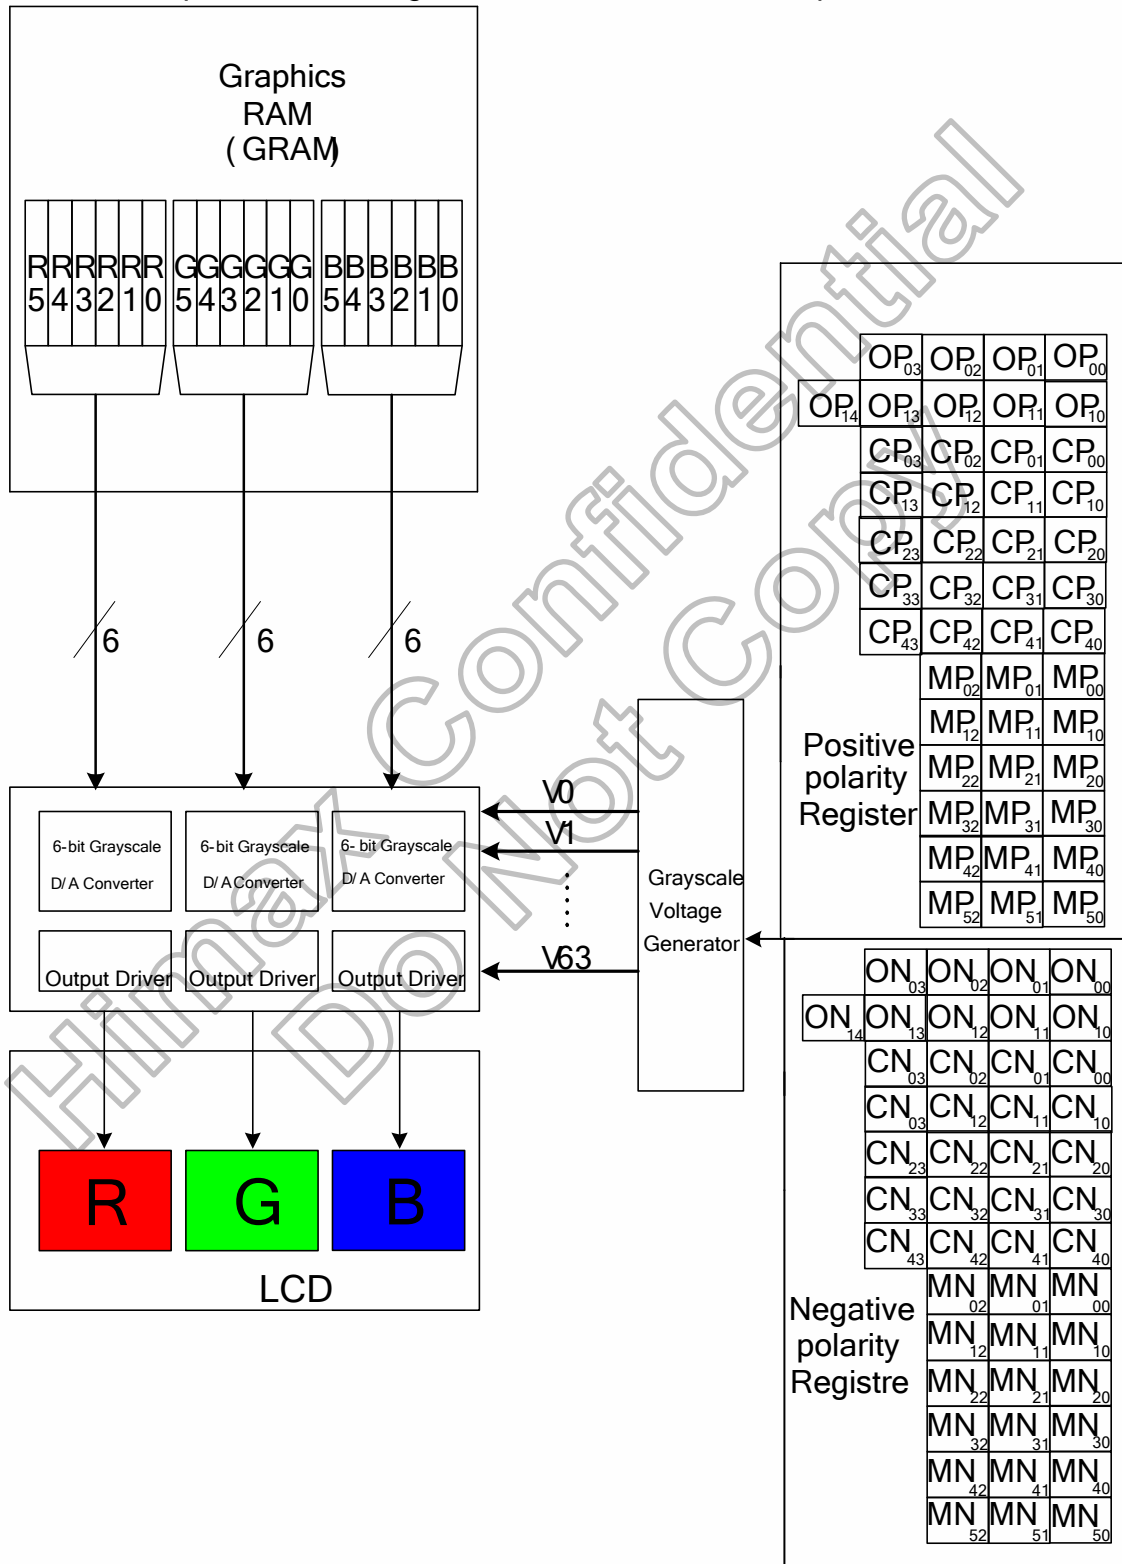 Graphics
RAM
( GRAM)
R5 R4 R3 R2 R1 R0 G5 G4 G3 G2 G1 G0 B5 B4 B3 B2 B1 B0
6 6 6
6-bit Grayscale
D/A Converter
6-bit Grayscale
D/A Converter
6- bit Grayscale
D/A Converter
Output Driver Output Driver Output Driver
V0
V1
V63
Grayscale
Voltage
Generator
R G B
LCD
OP03 OP02 OP01 OP00
OP14 OP13 OP12 OP11 OP10
CP03 CP02 CP01 CP00
CP13 CP12 CP11 CP10
CP23 CP22 CP21 CP20
CP33 CP32 CP31 CP30
CP43 CP42 CP41 CP40
MP02 MP01 MP00
MP12 MP11 MP10
MP22 MP21 MP20
MP32 MP31 MP30
MP42 MP41 MP40
MP52 MP51 MP50
Positive
polarity
Register
ON03 ON02 ON01 ON00
ON14 ON13 ON12 ON11 ON10
CN03 CN02 CN01 CN00
CN03 CN12 CN11 CN10
CN23 CN22 CN21 CN20
CN33 CN32 CN31 CN30
CN43 CN42 CN41 CN40
MN02 MN01 MN00
MN12 MN11 MN10
MN22 MN21 MN20
MN32 MN31 MN30
MN42 MN41 MN40
MN52 MN51 MN50
Negative
polarity
Registre
Himax Confidential
Do Not Copy